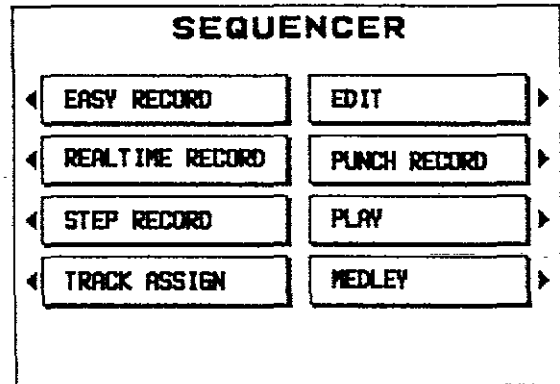 SEQUENCER
EASY RECORD EDIT
REALTIME RECORD PUNCH RECORD
STEP RECORD PLAY
TRACK ASSIGN MEDLEY